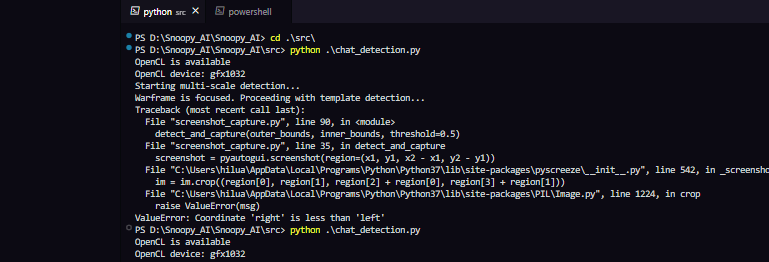 python src
powershell
PS D:\Snoopy_AI\Snoopy_AI> cd .\src\
PS D:\Snoopy_AI\Snoopy_AI\src> python .\chat_detection.py
OpenCL is available
OpenCL device: gfx1032
Starting multi-scale detection...
Warframe is focused. Proceeding with template detection...
Traceback (most recent call last):
  File "screenshot_capture.py", line 90, in <module>
    detect_and_capture(outer_bounds, inner_bounds, threshold=0.5)
  File "screenshot_capture.py", line 35, in detect_and_capture
    screenshot = pyautogui.screenshot(region=(x1, y1, x2 - x1, y2 - y1))
  File "C:\Users\hilua\AppData\Local\Programs\Python\Python37\lib\site-packages\pyscreeze\__init__.py", line 542, in _screensho
    im = im.crop((region[0], region[1], region[2] + region[0], region[3] + region[1]))
  File "C:\Users\hilua\AppData\Local\Programs\Python\Python37\lib\site-packages\PIL\Image.py", line 1224, in crop
    raise ValueError(msg)
ValueError: Coordinate 'right' is less than 'left'
PS D:\Snoopy_AI\Snoopy_AI\src> python .\chat_detection.py
OpenCL is available
OpenCL device: gfx1032